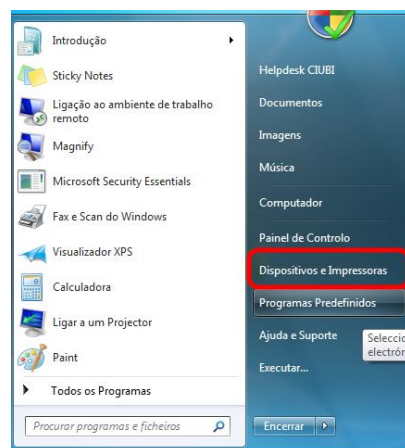 Introdução
Sticky Notes
Ligação ao ambiente de trabalho
remoto
Magnify
Microsoft Security Essentials
Fax e Scan do Windows
Visualizador XPS
Calculadora
Ligar a um Projector
Paint
Todos os Programas
Procurar programas e ficheiros
Helpdesk CIUBI
Documentos
Imagens
Música
Computador
Painel de Controlo
Dispositivos e Impressoras
Programas Predefinidos
Ajuda e Suporte
Executar...
Encerrar